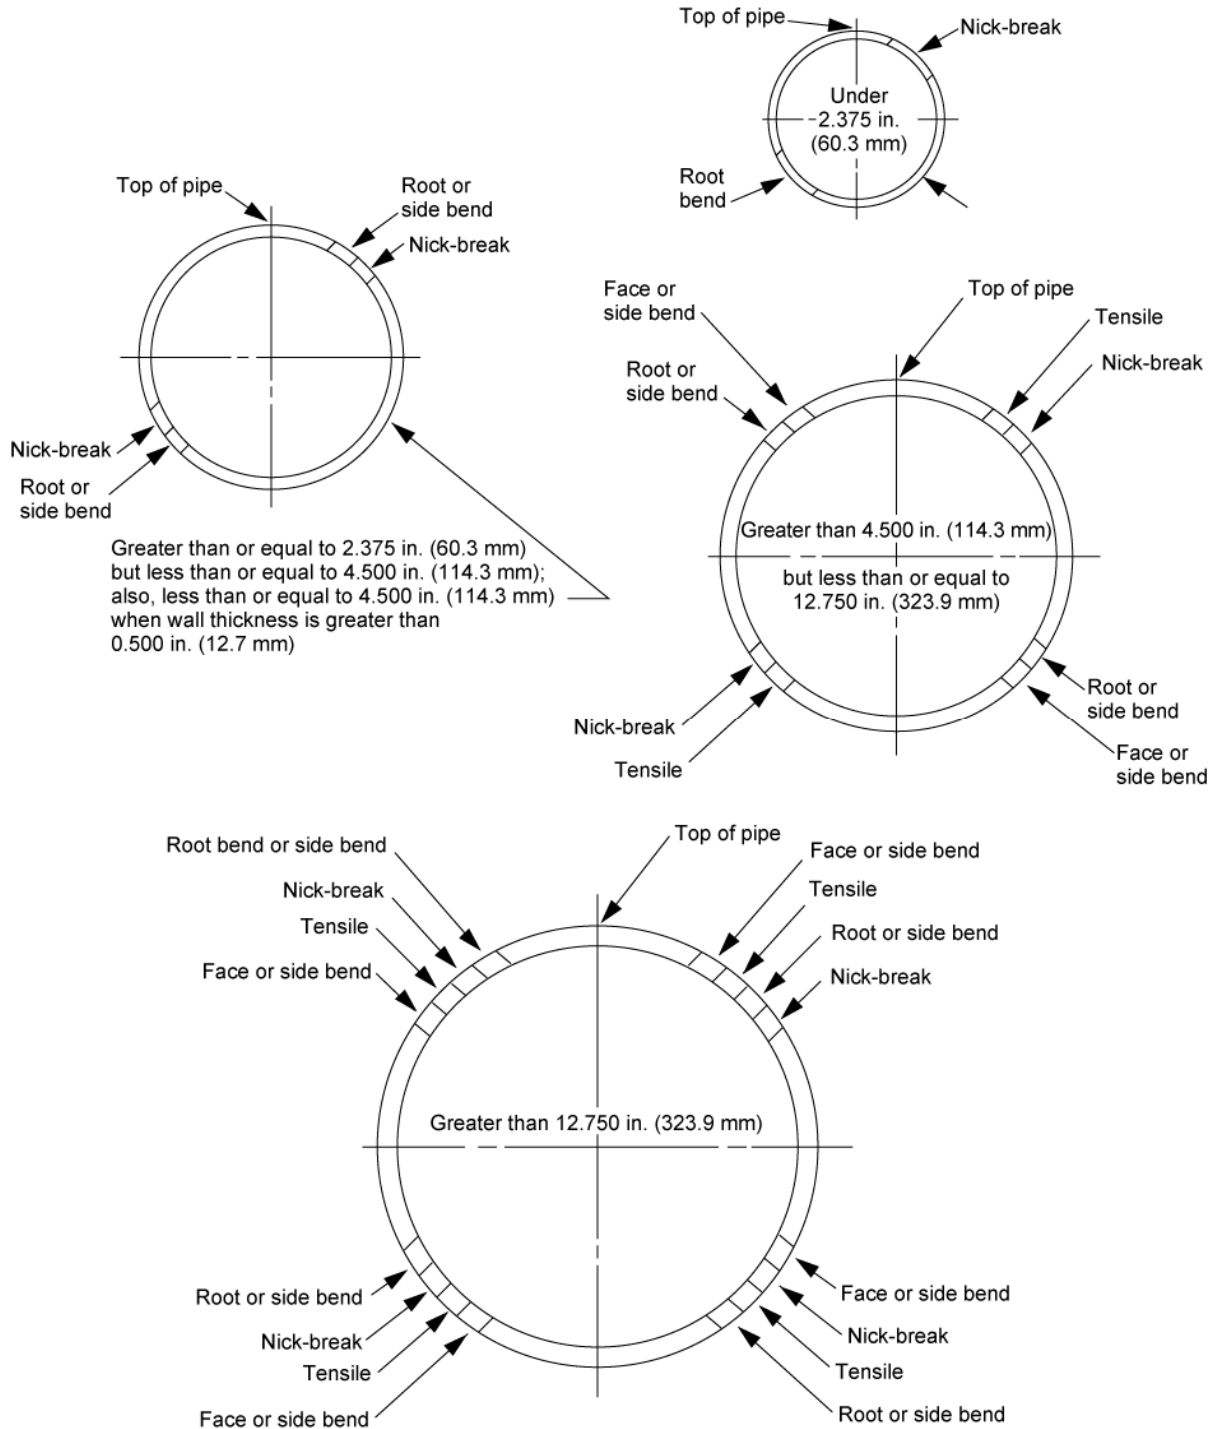 Top of pipe
Nick-break
Under
2.375 in.
(60.3 mm)
Root
bend
Top of pipe
Root or
side bend
Nick-break
Nick-break
Root or
side bend
Greater than or equal to 2.375 in. (60.3 mm)
but less than or equal to 4.500 in. (114.3 mm);
also, less than or equal to 4.500 in. (114.3 mm)
when wall thickness is greater than
0.500 in. (12.7 mm)
Face or
side bend
Root or
side bend
Top of pipe
Tensile
Nick-break
Greater than 4.500 in. (114.3 mm)
but less than or equal to
12.750 in. (323.9 mm)
Nick-break
Tensile
Root or
side bend
Face or
side bend
Root bend or side bend
Nick-break
Tensile
Face or side bend
Top of pipe
Face or side bend
Tensile
Root or side bend
Nick-break
Greater than 12.750 in. (323.9 mm)
Root or side bend
Nick-break
Tensile
Face or side bend
Face or side bend
Nick-break
Tensile
Root or side bend